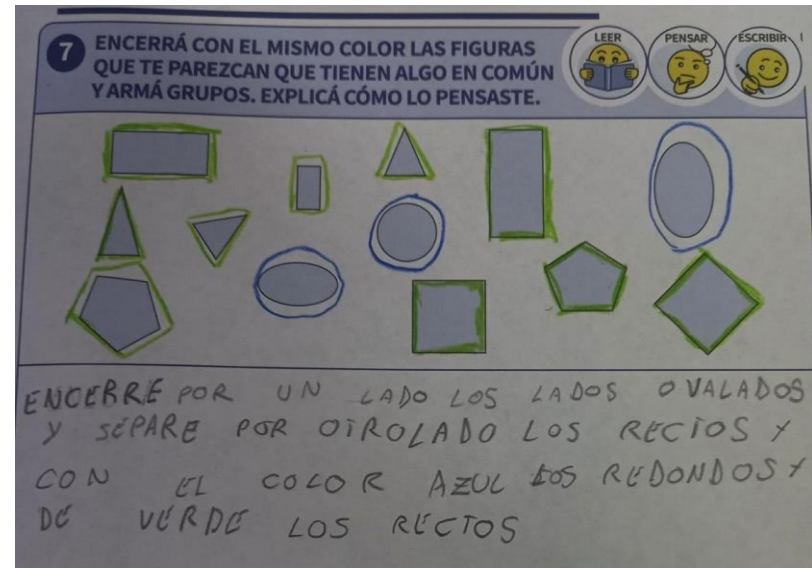 7 ENCERRÁ CON EL MISMO COLOR LAS FIGURAS
QUE TE PAREZCAN QUE TIENEN ALGO EN COMÚN
Y ARMÁ GRUPOS. EXPLICÁ CÓMO LO PENSASTE.
LEER PENSAR ESCRIBIR
ENCERRE POR UN LADO LOS LADOS OVALADOS
Y SEPARE POR OTROLADO LOS RECTOS Y
CON EL COLOR AZUL LOS REDONDOS Y
DE VERDE LOS RECTOS